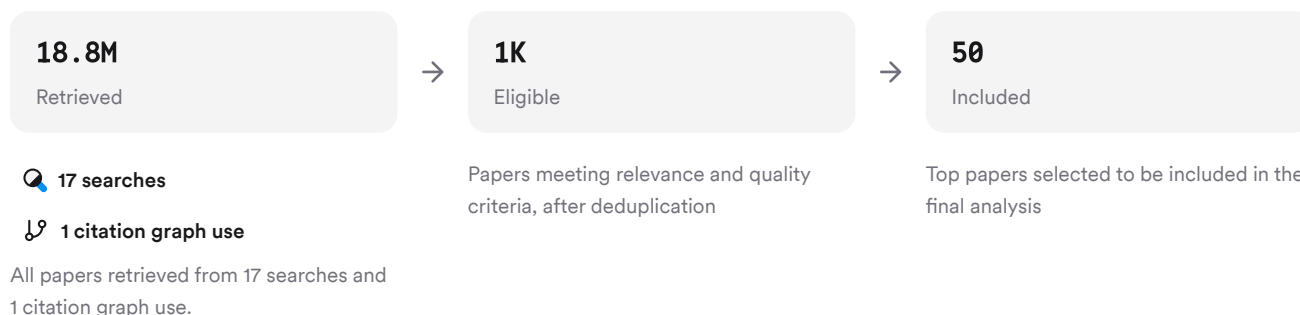 18.8M
Retrieved
17 searches
1 citation graph use
All papers retrieved from 17 searches and
1 citation graph use.
1K
Eligible
Papers meeting relevance and quality
criteria, after deduplication
50
Included
Top papers selected to be included in the
final analysis